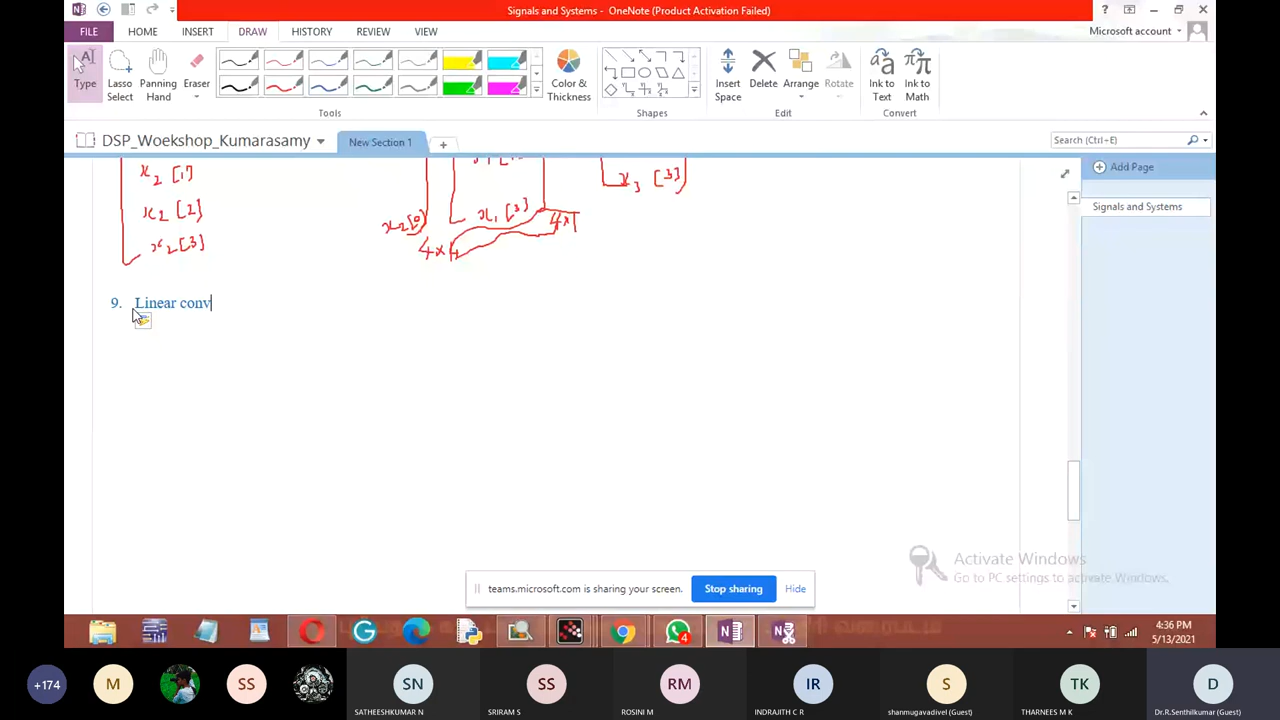 Signals and Systems - OneNote (Product Activation Failed)
FILE HOME INSERT DRAW HISTORY REVIEW VIEW
Microsoft account
Type
Lasso Select
Panning Hand
Eraser
Color & Thickness
Insert Space
Delete
Arrange
Rotate
Ink to Text
Ink to Math
Tools
Shapes
Edit
Convert
DSP_Woekshop_Kumarasamy
New Section 1
Search (Ctrl+E)
Add Page
Signals and Systems
x2 [1]
x2 [2]
x2 [3]
x2[0]
x1 [3]
4x4
4x1
x3 [3]
9. Linear conv
Activate Windows
Go to PC settings to activate Windows.
teams.microsoft.com is sharing your screen.
Stop sharing
Hide
4
4:36 PM
5/13/2021
+174
M
SS
SN
SS
RM
IR
S
TK
D
SATHEESHKUMAR N
SRIRAM S
ROSINI M
INDRAJITH C R
shanmugavadivel (Guest)
THARNEES M K
Dr.R.Senthilkumar (Guest)